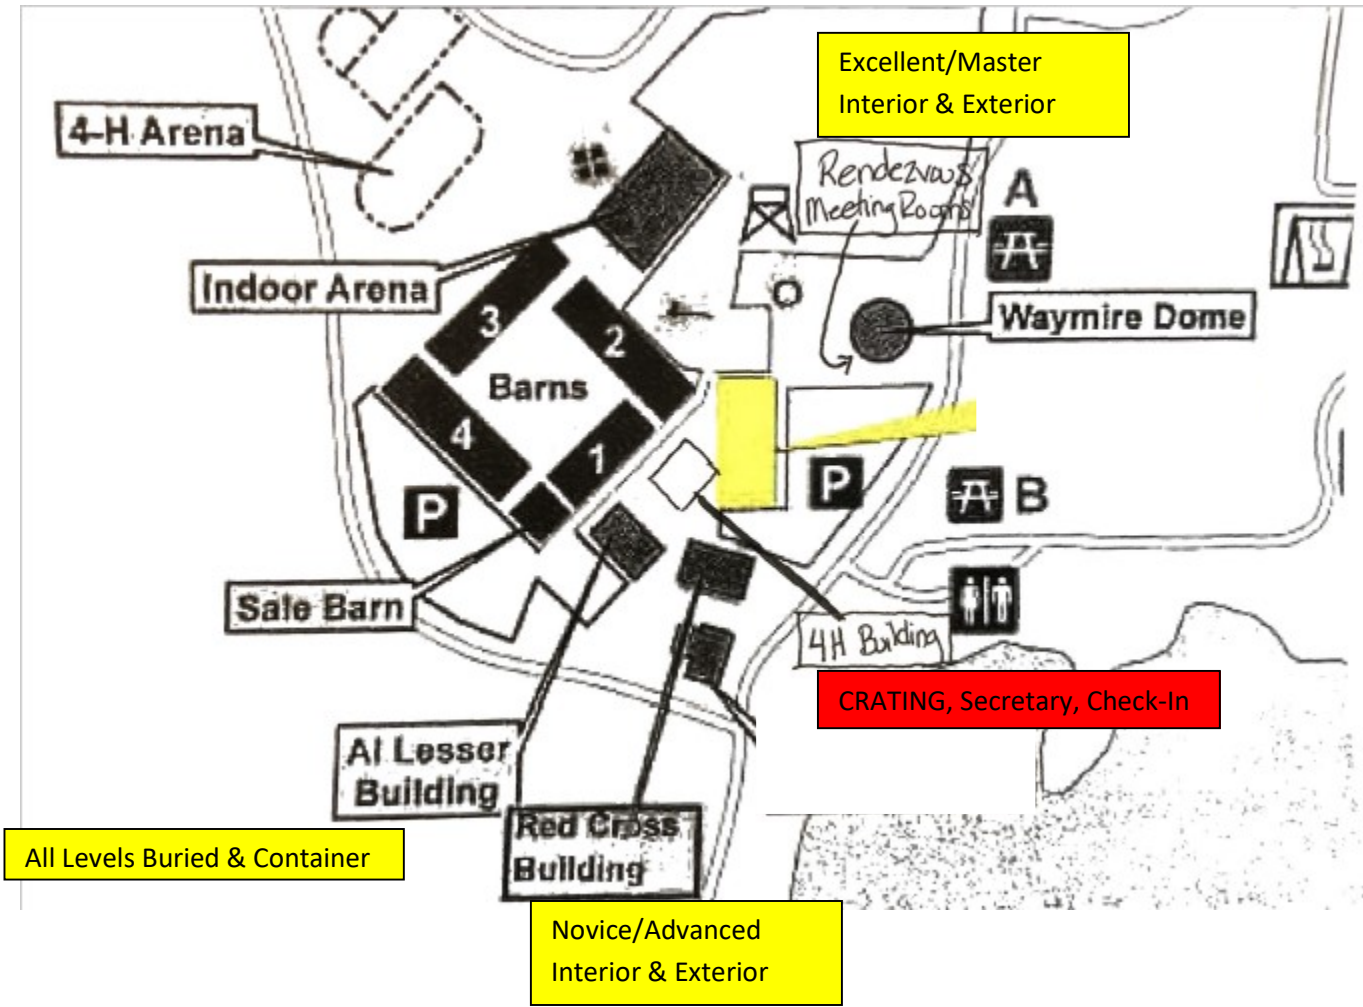 Excellent/Master
Interior & Exterior
4-H Arena
Rendezvous
Meeting Rooms
A
Indoor Arena
3
2
Waymire Dome
Barns
4
1
P
P
B
Sale Barn
4H Building
CRATING, Secretary, Check-In
Al Lesser
Building
Red Cross
Building
All Levels Buried & Container
Novice/Advanced
Interior & Exterior